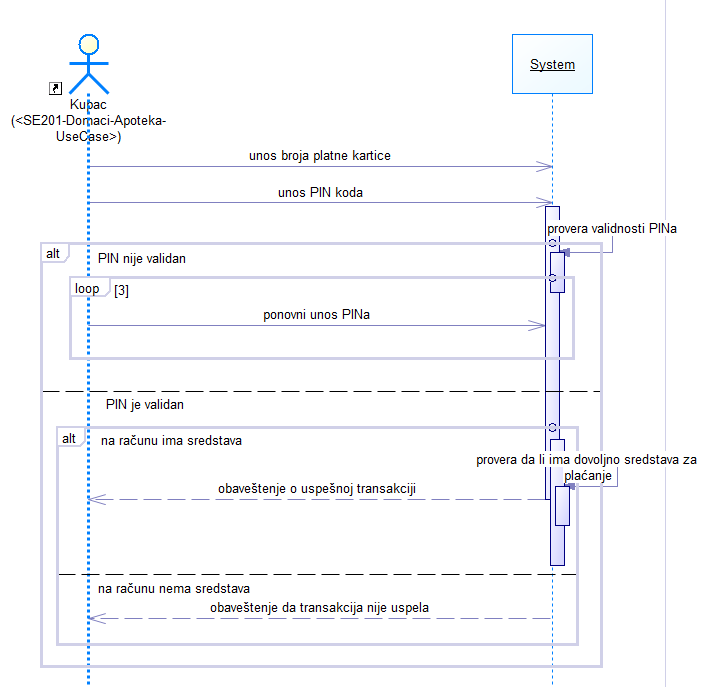 System
Kupac
(<SE201-Domaci-Apoteka-
UseCase>)
unos broja platne kartice
unos PIN koda
provera validnosti PINa
alt
PIN nije validan
loop
[3]
ponovni unos PINa
PIN je validan
alt
na računu ima sredstava
provera da li ima dovoljno sredstava za
plaćanje
obaveštenje o uspešnoj transakciji
na računu nema sredstava
obaveštenje da transakcija nije uspela